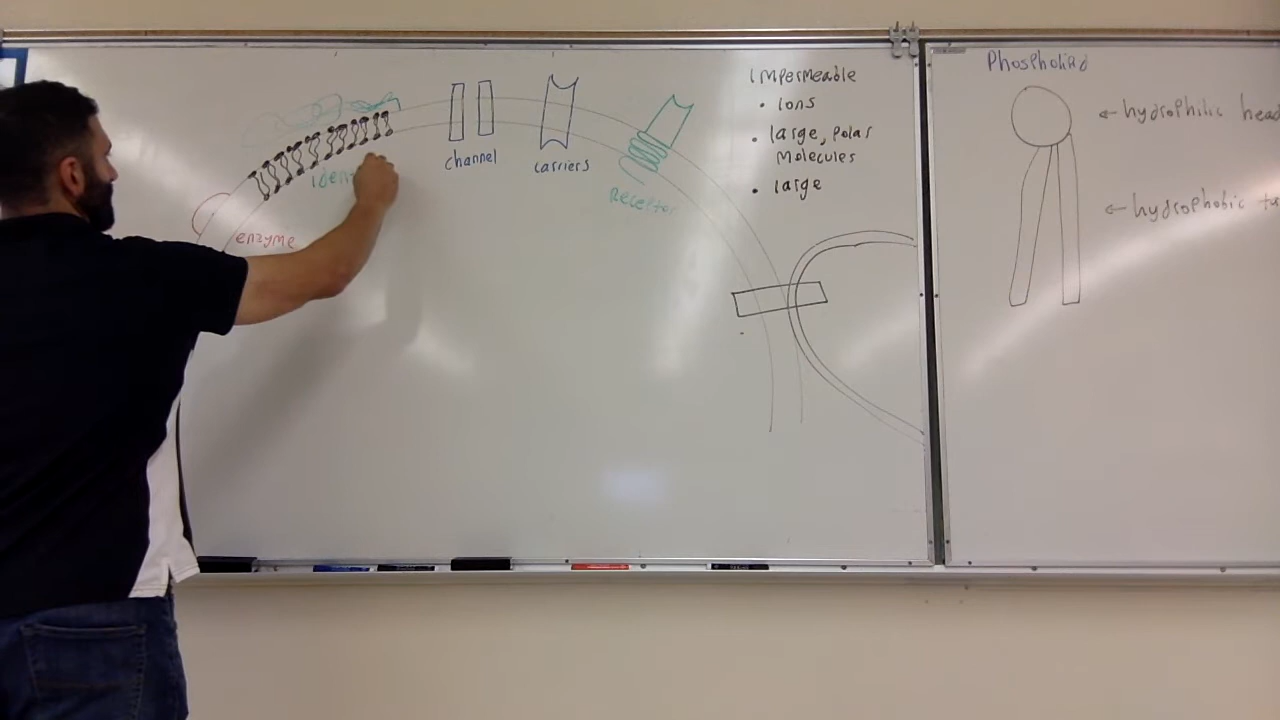 Impermeable
• Ions
• large, Polar
Molecules
• large
channel
carriers
Receptor
enzyme
Phospholipid
← hydrophilic head
← hydrophobic